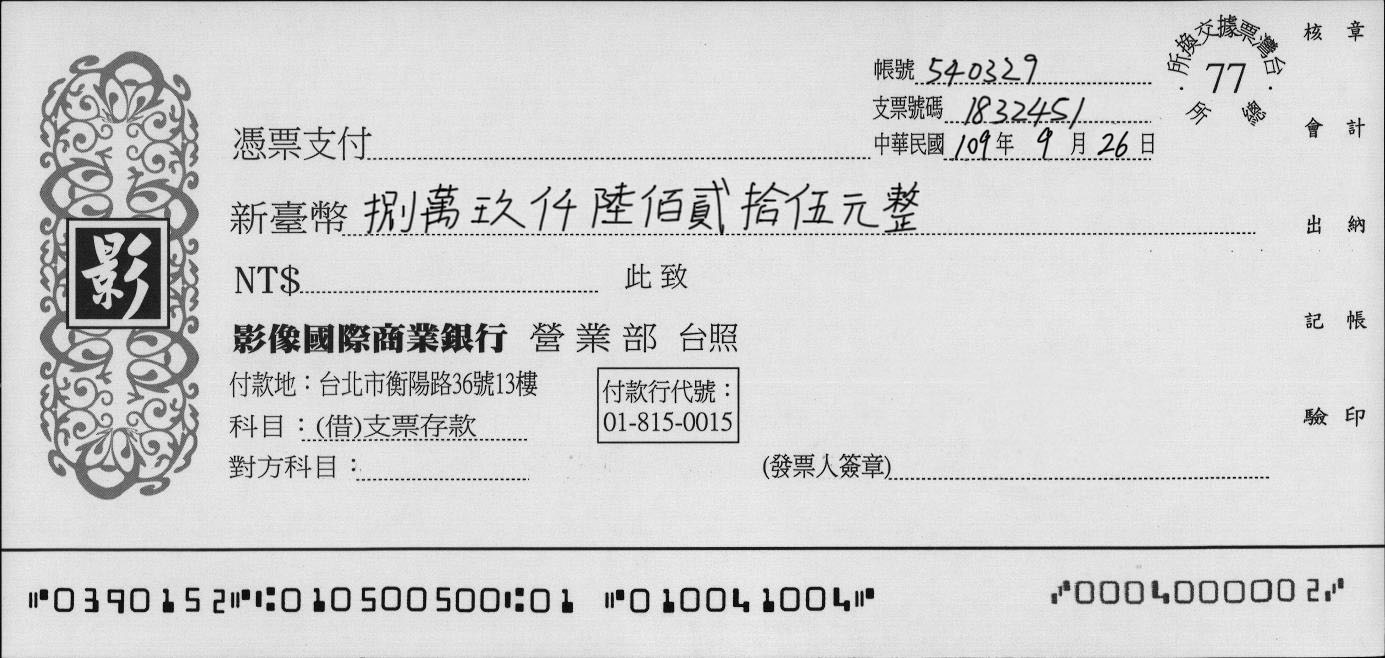 台灣票據交換所
77
總所
核章
會計
出納
記帳
驗印
帳號 540329
支票號碼 1832451
中華民國 109 年 9 月 26 日
憑票支付
新臺幣 捌萬玖仟陸佰貳拾伍元整
NT$ 此致
影
影像國際商業銀行 營業部 台照
付款地：台北市衡陽路36號13樓
付款行代號：
01-815-0015
科目：(借)支票存款
對方科目：
(發票人簽章)
⑈0390152⑈⑆010500500⑆01 ⑈010041004⑈ ⑇0004000002⑇